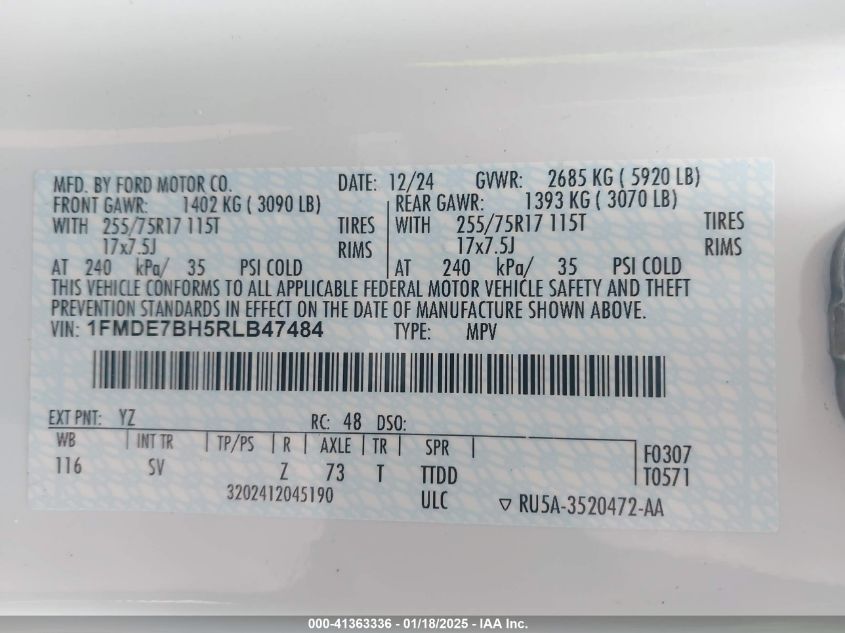 MFD. BY FORD MOTOR CO. DATE: 12/24 GVWR: 2685 KG ( 5920 LB)
FRONT GAWR: 1402 KG ( 3090 LB) REAR GAWR: 1393 KG ( 3070 LB)
WITH 255/75R17 115T TIRES WITH 255/75R17 115T TIRES
17x7.5J RIMS 17x7.5J RIMS
AT 240 kPa/ 35 PSI COLD AT 240 kPa/ 35 PSI COLD
THIS VEHICLE CONFORMS TO ALL APPLICABLE FEDERAL MOTOR VEHICLE SAFETY AND THEFT
PREVENTION STANDARDS IN EFFECT ON THE DATE OF MANUFACTURE SHOWN ABOVE.
VIN: 1FMDE7BH5RLB47484 TYPE: MPV
EXT PNT: YZ RC: 48 DSO:
WB INT TR TP/PS R AXLE TR SPR F0307
116 SV Z 73 T TTDD T0571
3202412045190 ULC ▽ RU5A-3520472-AA
000-41363336 - 01/18/2025 - IAA Inc.